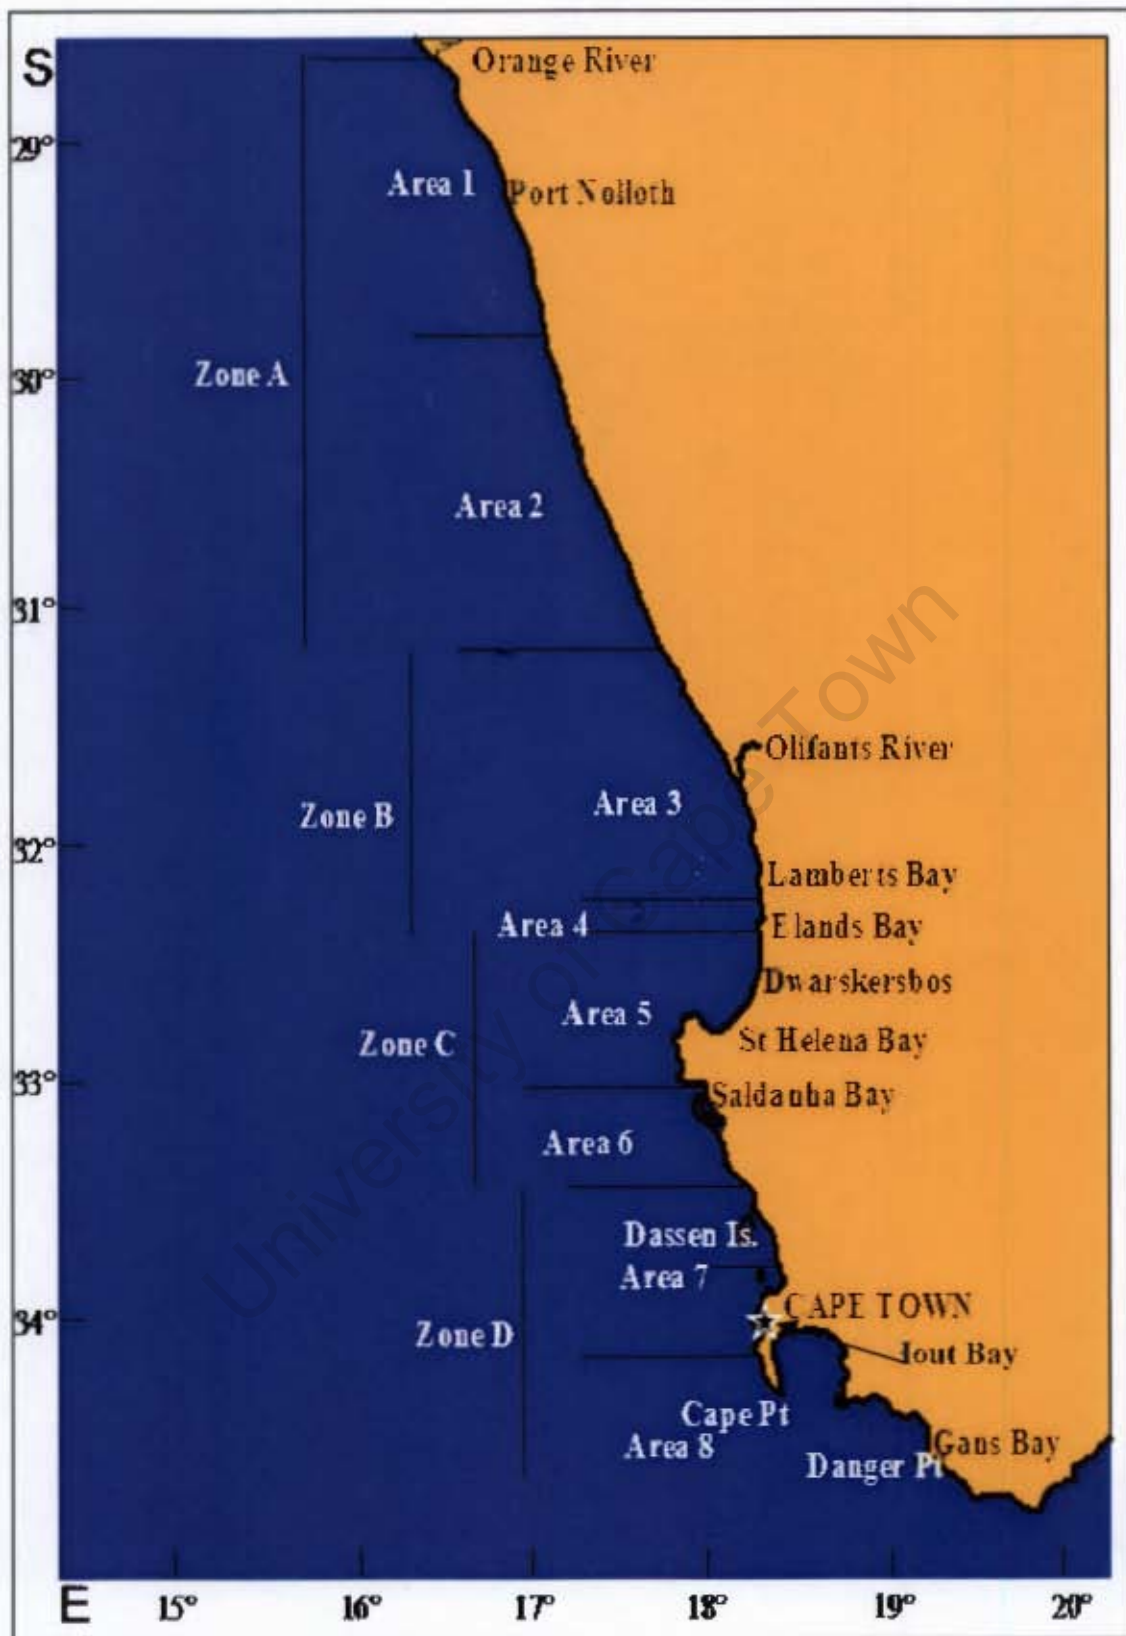 S
Orange River
29°
Area 1
Port Nolloth
Zone A
30°
Area 2
31°
Olifants River
Zone B
Area 3
32°
Lamberts Bay
Area 4
Elands Bay
Dwarskersbos
Area 5
Zone C
St Helena Bay
33°
Saldanha Bay
Area 6
Dassen Is.
Area 7
CAPE TOWN
34°
Zone D
Iout Bay
Cape Pt
Area 8
Gans Bay
Danger Pt
E
15°
16°
17°
18°
19°
20°
University of Cape Town